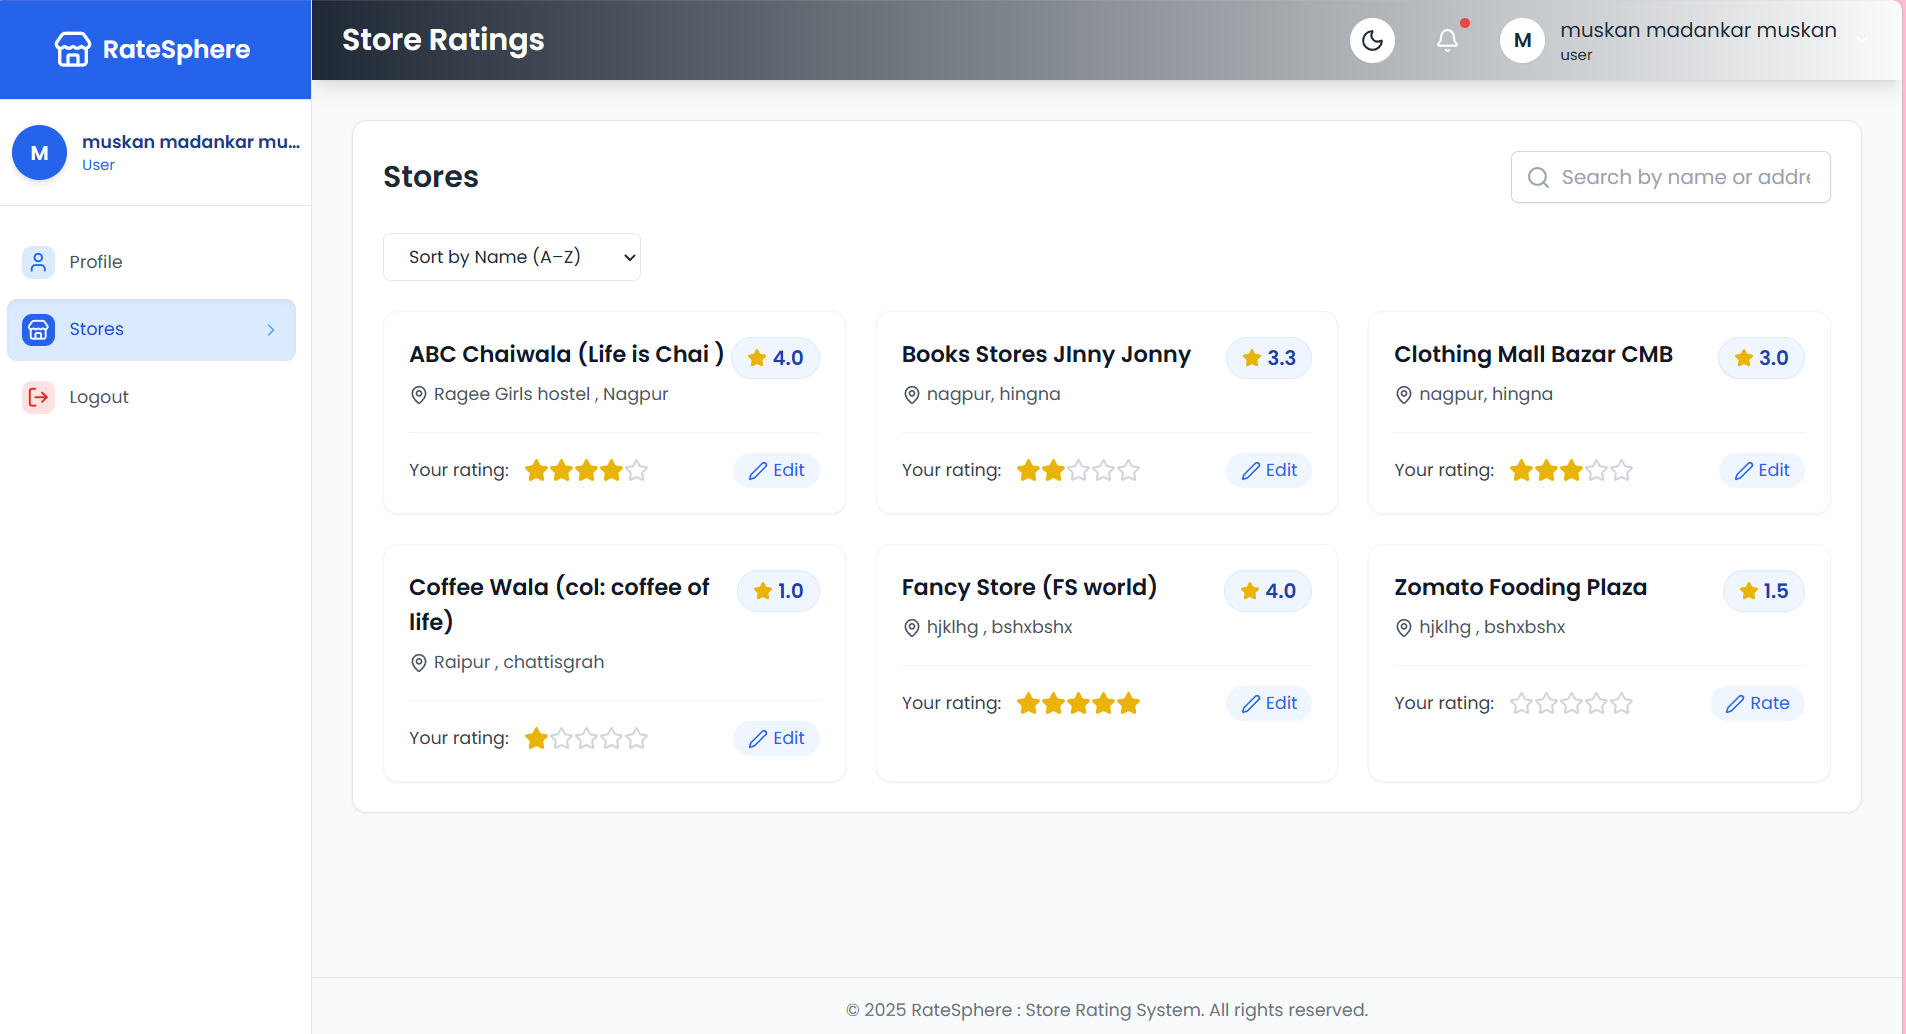 RateSphere
Store Ratings
M
muskan madankar muskan
user
M
muskan madankar mu...
User
Profile
Stores
Logout
Stores
Search by name or addre
Sort by Name (A–Z)
ABC Chaiwala (Life is Chai )
4.0
Ragee Girls hostel , Nagpur
Your rating:
Edit
Books Stores JInny Jonny
3.3
nagpur, hingna
Your rating:
Edit
Clothing Mall Bazar CMB
3.0
nagpur, hingna
Your rating:
Edit
Coffee Wala (col: coffee of
life)
1.0
Raipur , chattisgrah
Your rating:
Edit
Fancy Store (FS world)
4.0
hjklhg , bshxbshx
Your rating:
Edit
Zomato Fooding Plaza
1.5
hjklhg , bshxbshx
Your rating:
Rate
© 2025 RateSphere : Store Rating System. All rights reserved.